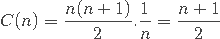 C(n) = \frac{n(n+1)}{2} . \frac{1}{n} = \frac{n+1}{2}